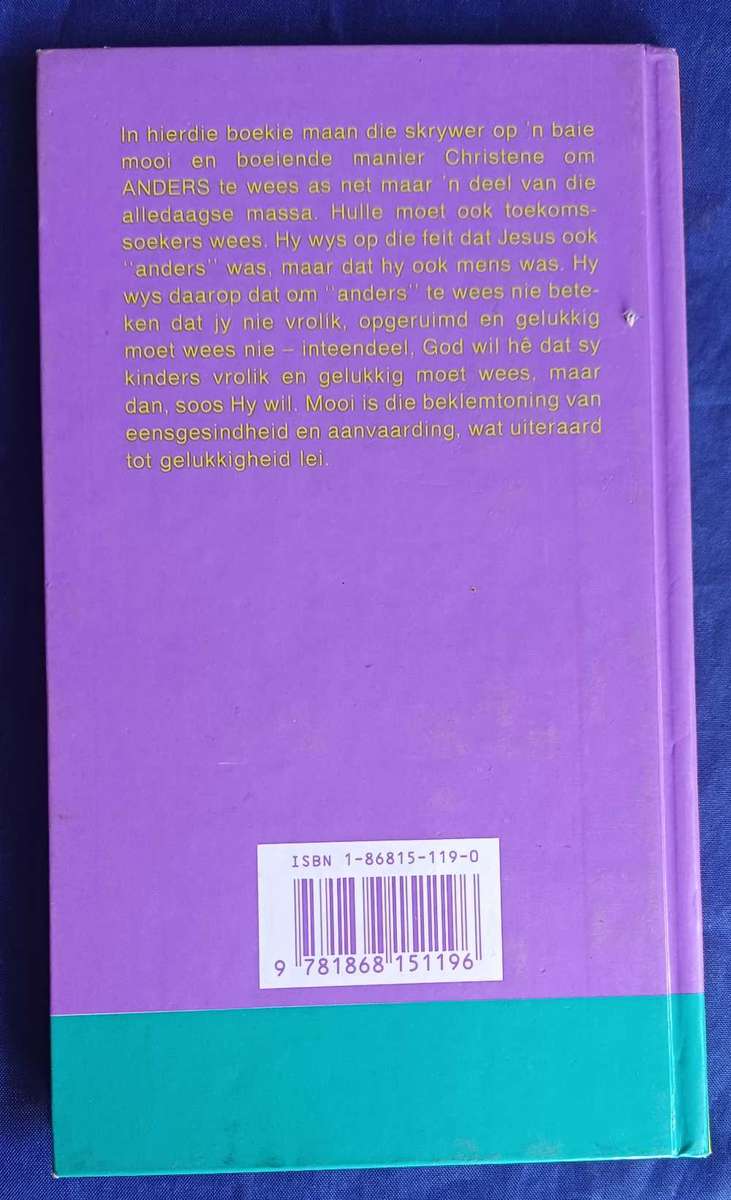 In hierdie boekie maan die skrywer op 'n baie
mooi en boeiende manier Christene om
ANDERS te wees as net maar 'n deel van die
alledaagse massa. Hulle moet ook toekoms-
soekers wees. Hy wys op die feit dat Jesus ook
"anders" was, maar dat hy ook mens was. Hy
wys daarop dat om "anders" te wees nie bete-
ken dat jy nie vrolik, opgeruimd en gelukkig
moet wees nie – inteendeel, God wil hê dat sy
kinders vrolik en gelukkig moet wees, maar
dan, soos Hy wil. Mooi is die beklemtoning van
eensgesindheid en aanvaarding, wat uiteraard
tot gelukkigheid lei.
ISBN 1-86815-119-0
9 781868 151196